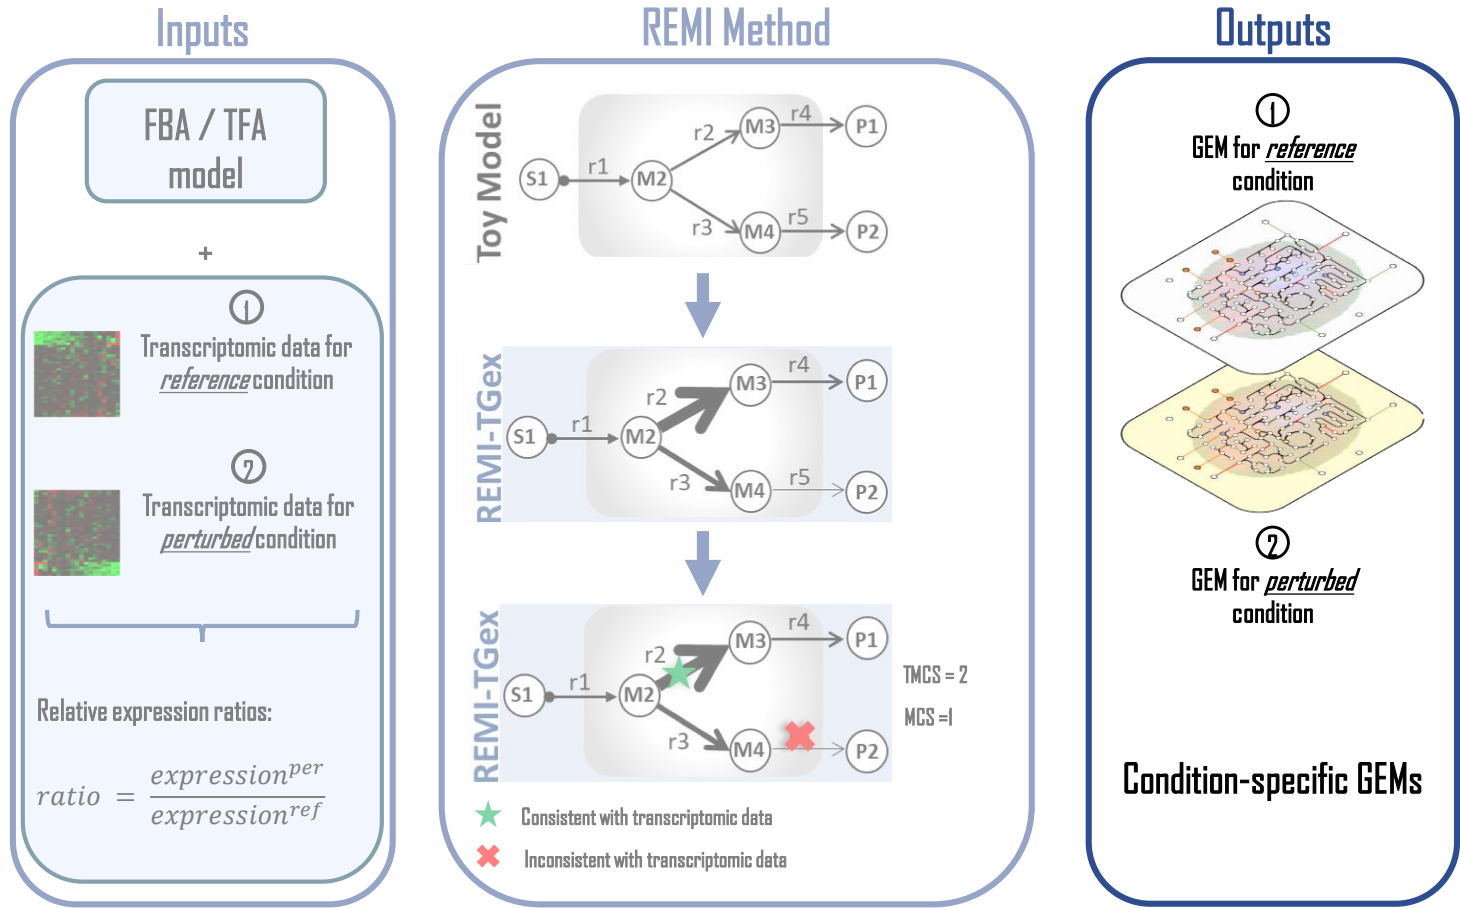 Inputs
FBA / TFA
model
+
1
Transcriptomic data for
reference condition
2
Transcriptomic data for
perturbed condition
Relative expression ratios:
ratio = expression^per / expression^ref
REMI Method
Toy Model
S1
r1
M2
r2
M3
r4
P1
r3
M4
r5
P2
REMI-TGex
S1
r1
M2
r2
M3
r4
P1
r3
M4
r5
P2
REMI-TGex
S1
r1
M2
r2
M3
r4
P1
r3
M4
P2
TMCS = 2
MCS =1
Consistent with transcriptomic data
Inconsistent with transcriptomic data
Outputs
1
GEM for reference
condition
2
GEM for perturbed
condition
Condition-specific GEMs